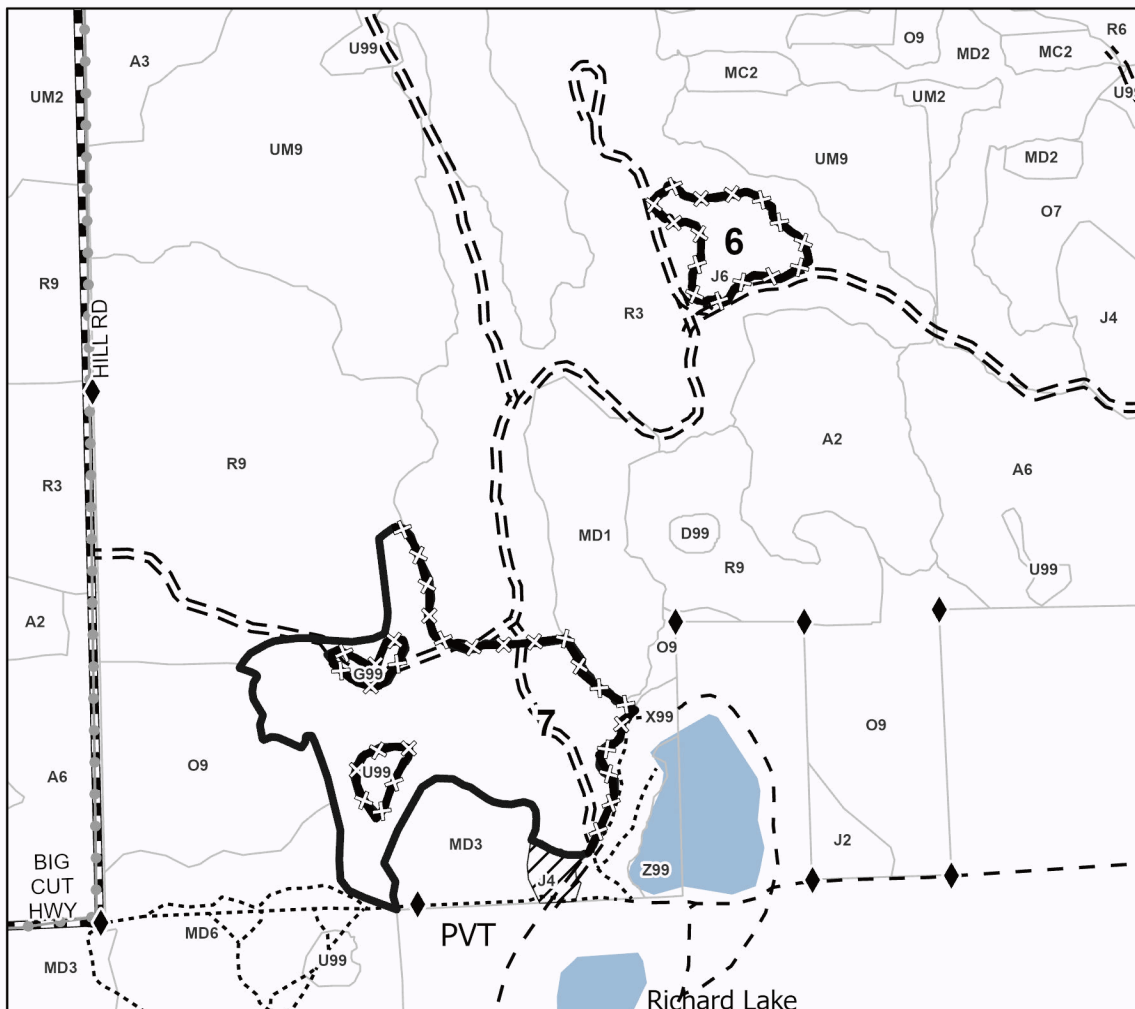 R6
O9
MD2
MC2
U99
A3
MC2
U99
UM2
UM2
UM9
UM9
MD2
O7
6
J6
R9
R3
J4
HILL RD
A2
R9
A6
R3
D99
MD1
R9
U99
A2
O9
G99
X99
7
O9
O9
U99
A6
J2
MD3
BIG
CUT
HWY
Z99
J4
MD6
PVT
U99
MD3
Richard Lake